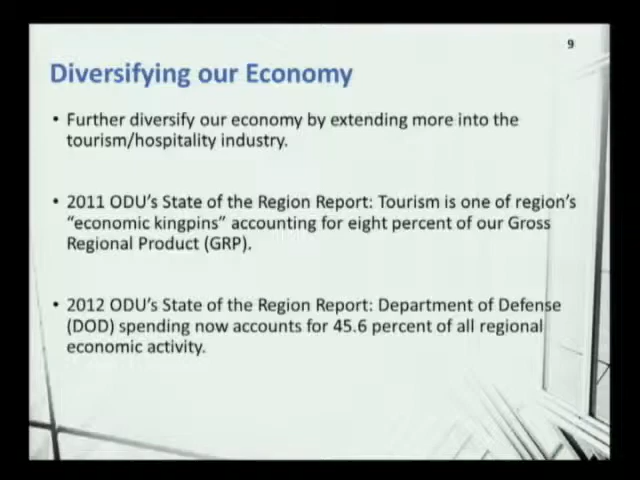 9
Diversifying our Economy
• Further diversify our economy by extending more into the
tourism/hospitality industry.
• 2011 ODU's State of the Region Report: Tourism is one of region's
"economic kingpins" accounting for eight percent of our Gross
Regional Product (GRP).
• 2012 ODU's State of the Region Report: Department of Defense
(DOD) spending now accounts for 45.6 percent of all regional
economic activity.